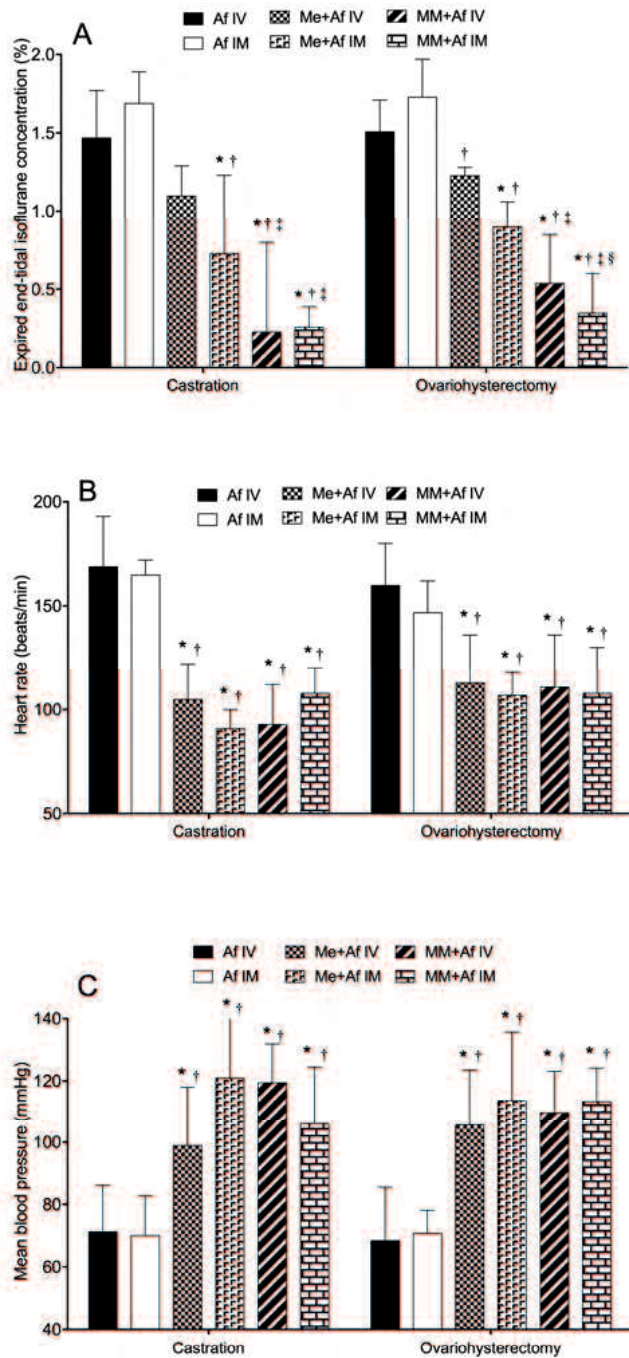 Af IV Me+Af IV MM+Af IV
Af IM Me+Af IM MM+Af IM
A
Expired end-tidal isoflurane concentration (%)
2.0
1.5
1.0
0.5
0.0
* †
* † ‡
* † ‡
†
* †
* † ‡
* † ‡ §
Castration Ovariohysterectomy
B
Af IV Me+Af IV MM+Af IV
Af IM Me+Af IM MM+Af IM
Heart rate (beats/min)
200
150
100
50
* †
* †
* †
* †
* †
* †
* †
* †
Castration Ovariohysterectomy
Af IV Me+Af IV MM+Af IV
Af IM Me+Af IM MM+Af IM
C
Mean blood pressure (mmHg)
140
120
100
80
60
40
* †
* †
* †
* †
* †
* †
* †
* †
Castration Ovariohysterectomy